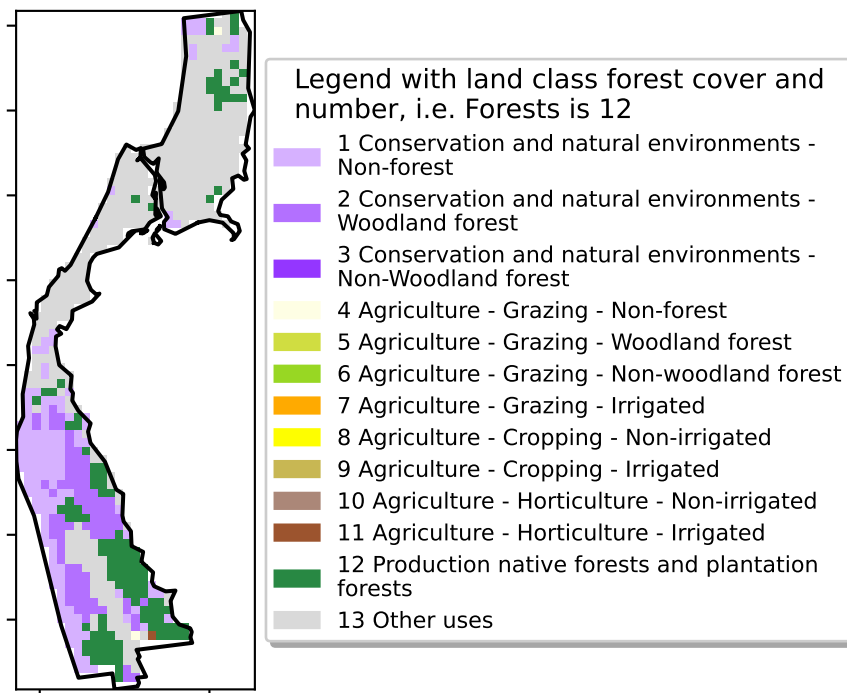 Legend with land class forest cover and
number, i.e. Forests is 12
1 Conservation and natural environments -
Non-forest
2 Conservation and natural environments -
Woodland forest
3 Conservation and natural environments -
Non-Woodland forest
4 Agriculture - Grazing - Non-forest
5 Agriculture - Grazing - Woodland forest
6 Agriculture - Grazing - Non-woodland forest
7 Agriculture - Grazing - Irrigated
8 Agriculture - Cropping - Non-irrigated
9 Agriculture - Cropping - Irrigated
10 Agriculture - Horticulture - Non-irrigated
11 Agriculture - Horticulture - Irrigated
12 Production native forests and plantation
forests
13 Other uses